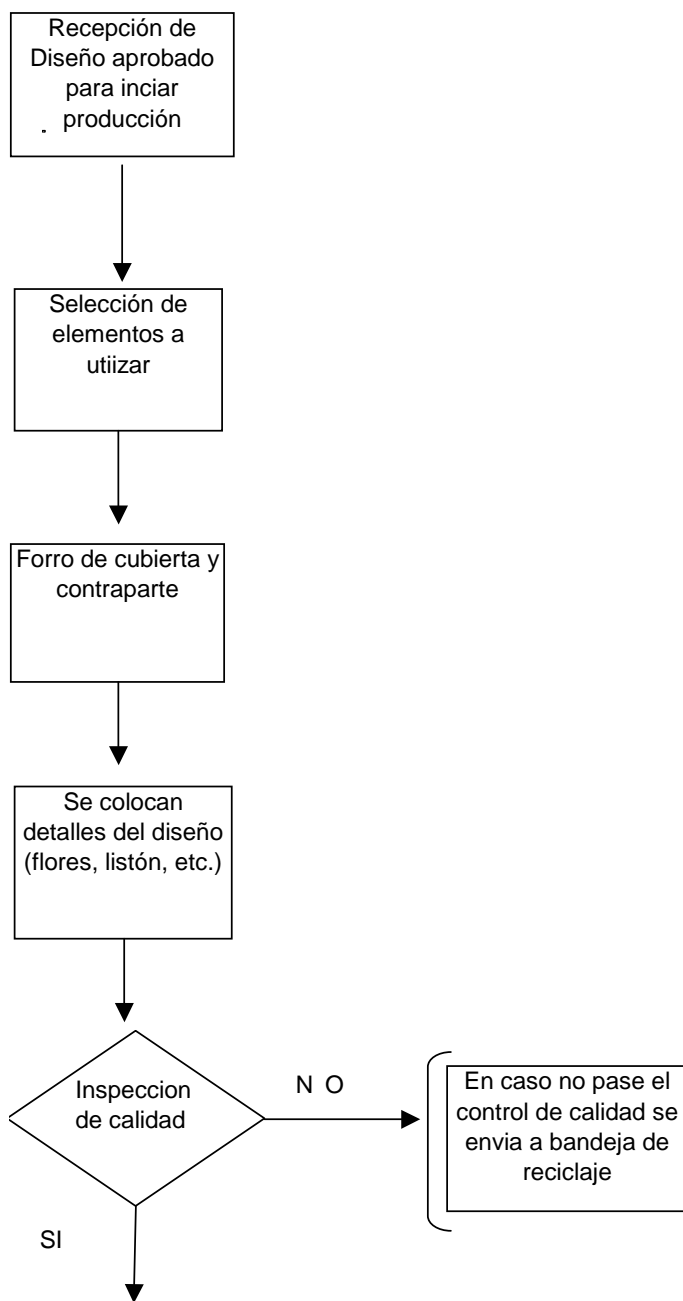 Recepción de
Diseño aprobado
para inciar
producción
Selección de
elementos a
utiizar
Forro de cubierta y
contraparte
Se colocan
detalles del diseño
(flores, listón, etc.)
Inspeccion
de calidad
N O
En caso no pase el
control de calidad se
envia a bandeja de
reciclaje
SI